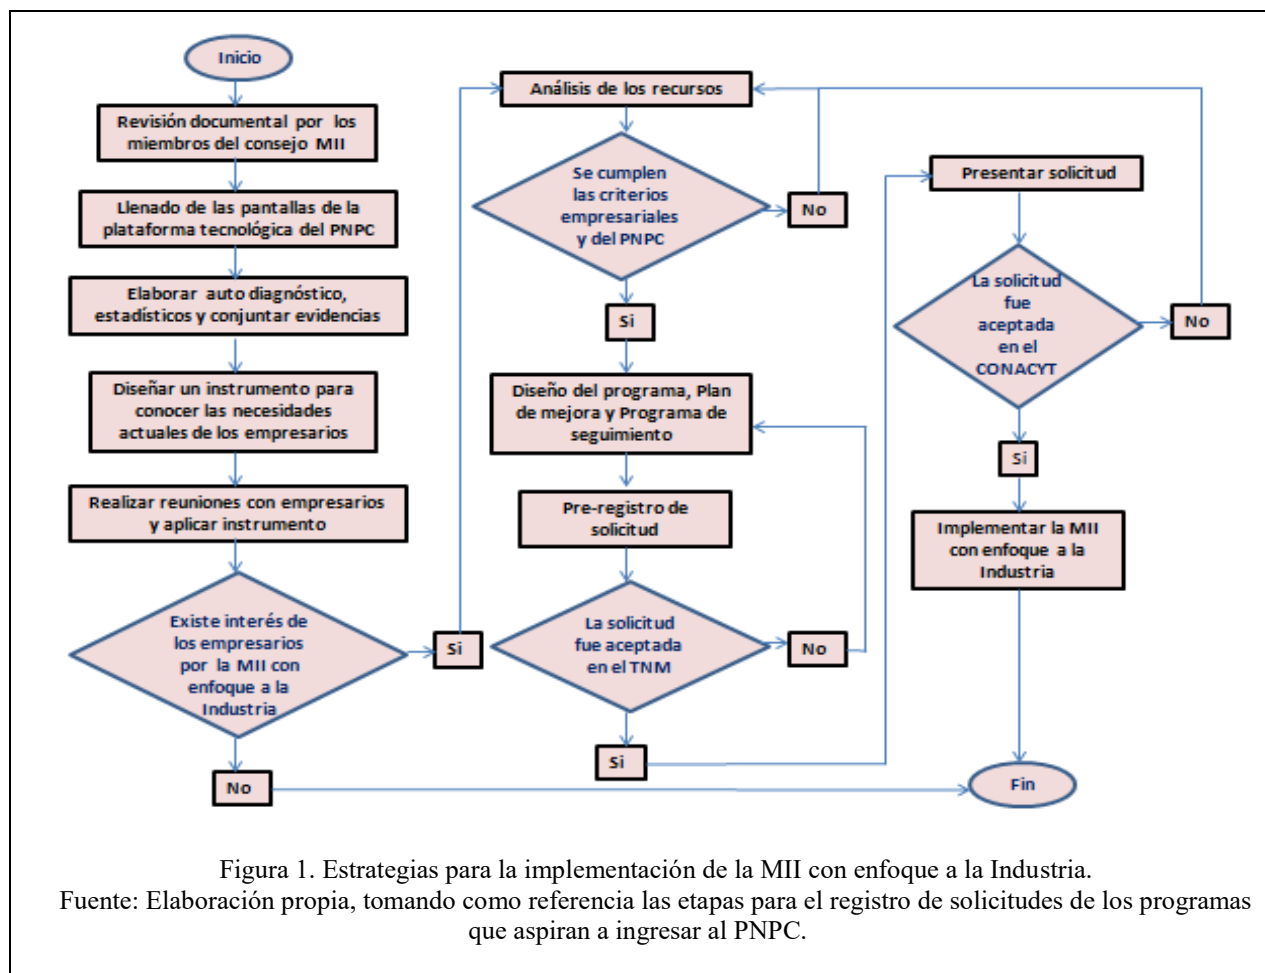 Inicio
Revisión documental por los
miembros del consejo MII
Llenado de las pantallas de la
plataforma tecnológica del PNPC
Elaborar auto diagnóstico,
estadísticos y conjuntar evidencias
Diseñar un instrumento para
conocer las necesidades
actuales de los empresarios
Realizar reuniones con empresarios
y aplicar instrumento
Existe interés de
los empresarios
por la MII con
enfoque a la
Industria
Si
No
Análisis de los recursos
Se cumplen
las criterios
empresariales
y del PNPC
No
Si
Diseño del programa, Plan
de mejora y Programa de
seguimiento
Pre-registro de
solicitud
La solicitud
fue aceptada
en el TNM
No
Si
Presentar solicitud
La solicitud
fue
aceptada
en el
CONACYT
No
Si
Implementar la MII
con enfoque a la
Industria
Fin
Figura 1. Estrategias para la implementación de la MII con enfoque a la Industria.
Fuente: Elaboración propia, tomando como referencia las etapas para el registro de solicitudes de los programas
que aspiran a ingresar al PNPC.